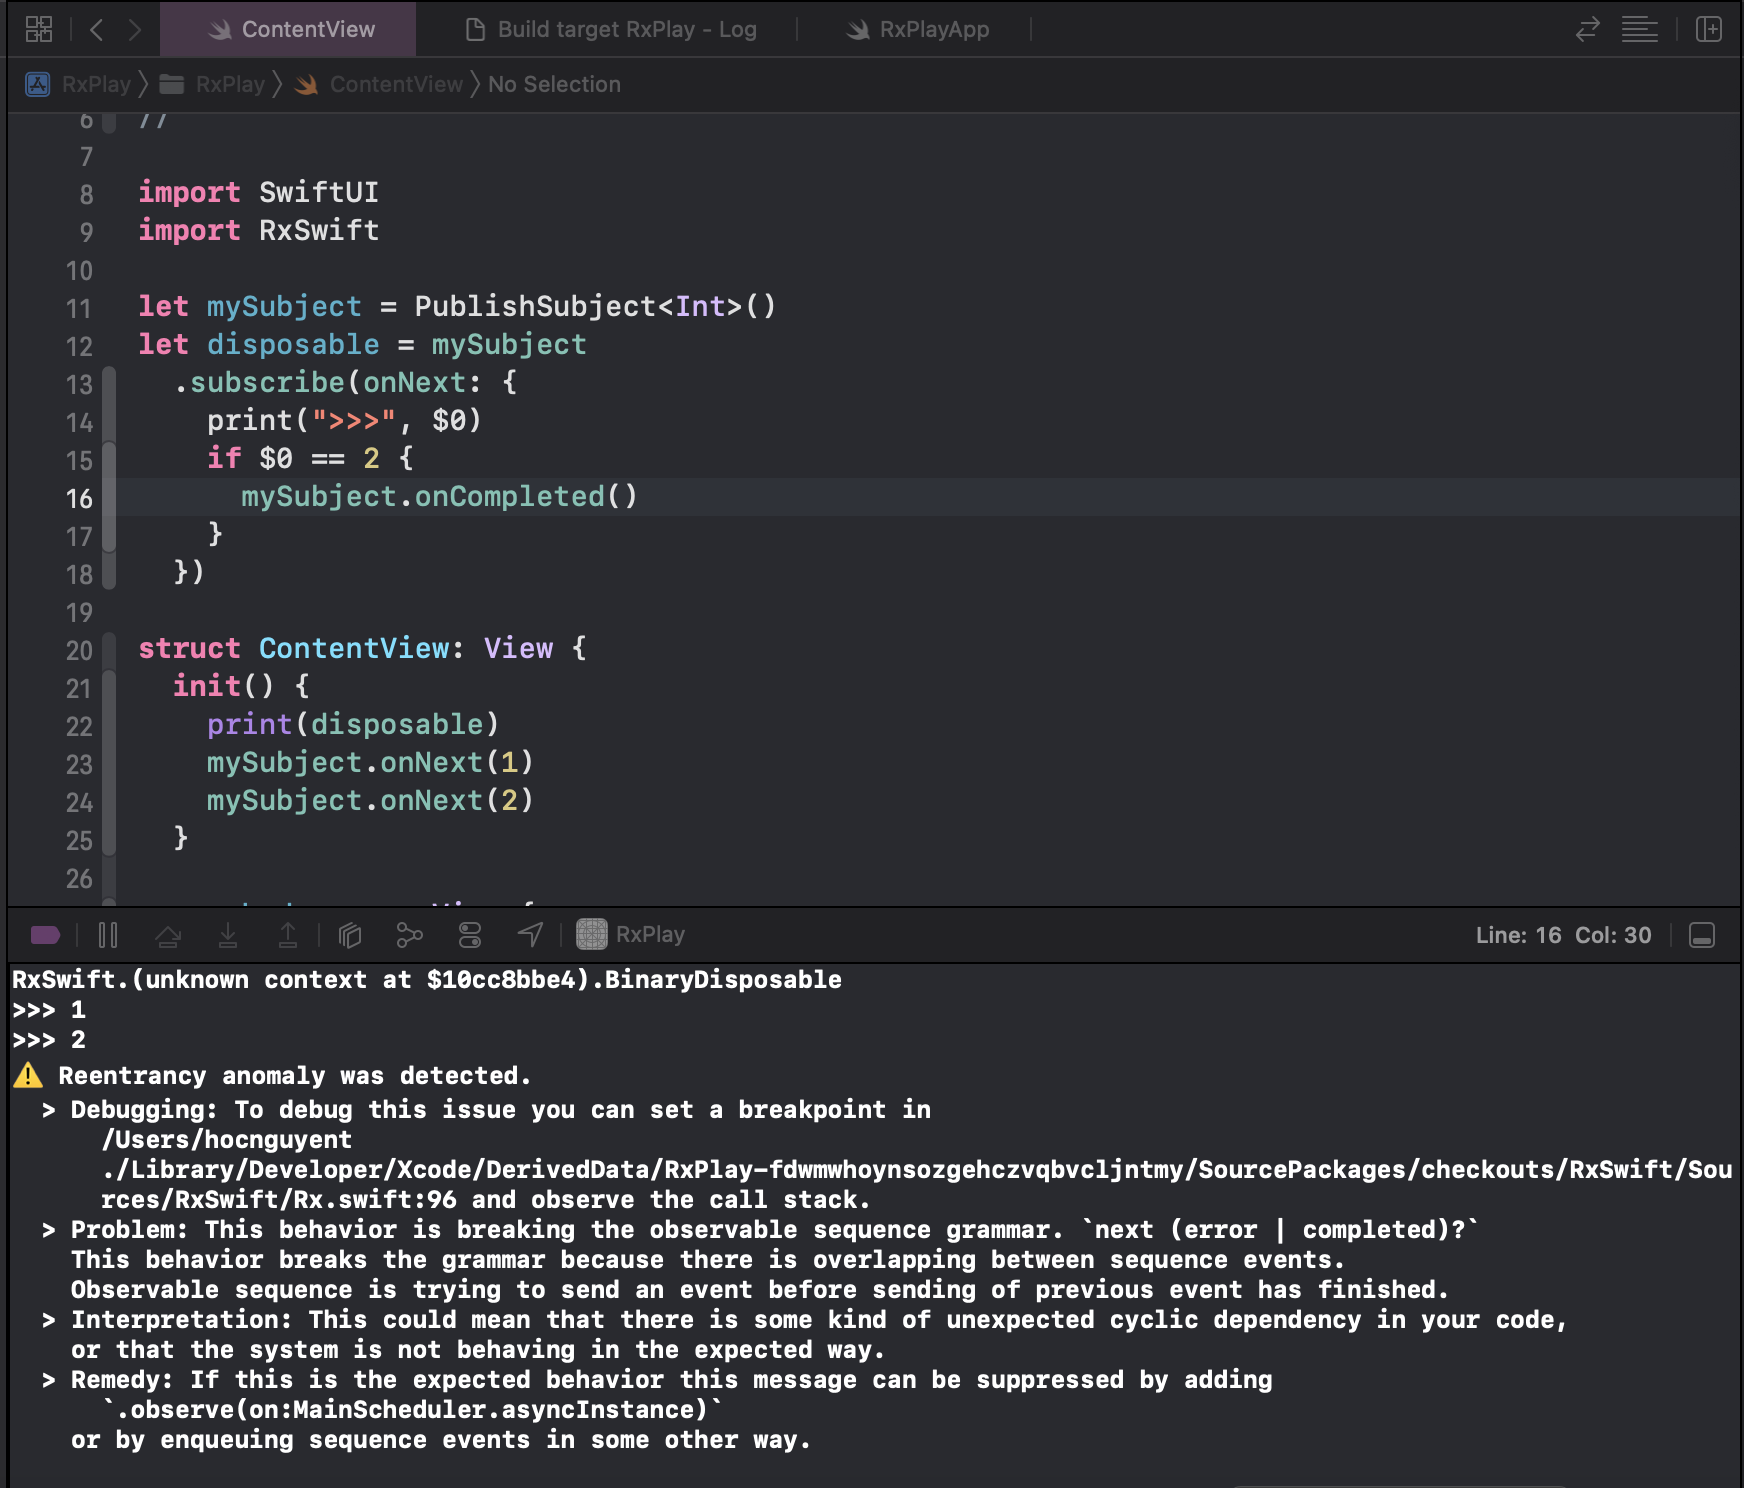 ContentView
Build target RxPlay - Log
RxPlayApp
RxPlay
RxPlay
ContentView
No Selection
6 //
7
8 import SwiftUI
9 import RxSwift
10
11 let mySubject = PublishSubject<Int>()
12 let disposable = mySubject
13 .subscribe(onNext: {
14 print(">>>", $0)
15 if $0 == 2 {
16 mySubject.onCompleted()
17 }
18 })
19
20 struct ContentView: View {
21 init() {
22 print(disposable)
23 mySubject.onNext(1)
24 mySubject.onNext(2)
25 }
26
RxPlay
Line: 16 Col: 30
RxSwift.(unknown context at $10cc8bbe4).BinaryDisposable
>>> 1
>>> 2
⚠️ Reentrancy anomaly was detected.
> Debugging: To debug this issue you can set a breakpoint in
/Users/hocnguyent
./Library/Developer/Xcode/DerivedData/RxPlay-fdwmwhoynsozgehczvqbvcljntmy/SourcePackages/checkouts/RxSwift/Sou
rces/RxSwift/Rx.swift:96 and observe the call stack.
> Problem: This behavior is breaking the observable sequence grammar. `next (error | completed)?`
This behavior breaks the grammar because there is overlapping between sequence events.
Observable sequence is trying to send an event before sending of previous event has finished.
> Interpretation: This could mean that there is some kind of unexpected cyclic dependency in your code,
or that the system is not behaving in the expected way.
> Remedy: If this is the expected behavior this message can be suppressed by adding
`.observe(on:MainScheduler.asyncInstance)`
or by enqueuing sequence events in some other way.